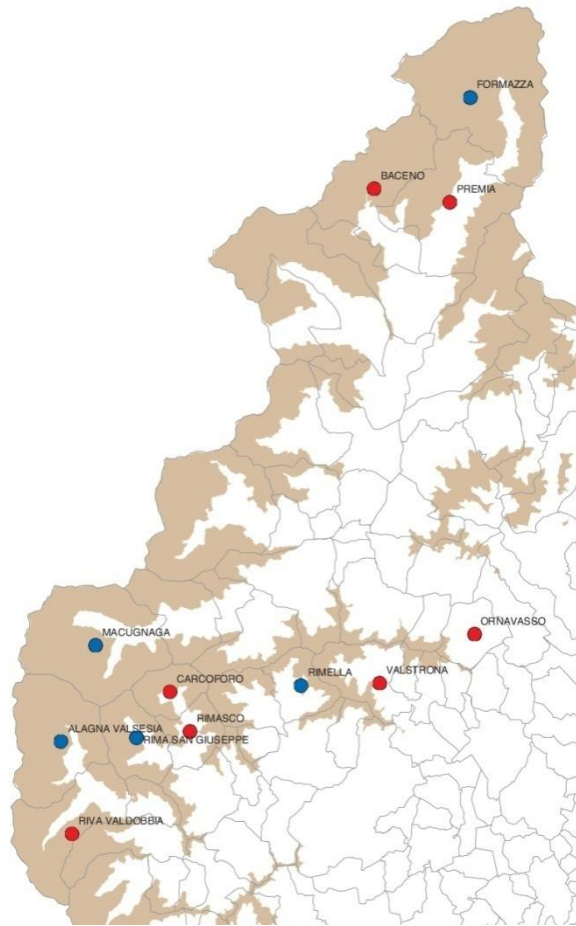 FORMAZZA
BACENO
PREMIA
ORNAVASSO
MACUGNAGA
CARCOFORO
RIMELLA
VALSTRONA
RIMASCO
ALAGNA VALSESIA
RIMA SAN GIUSEPPE
RIVA VALDOBBIA